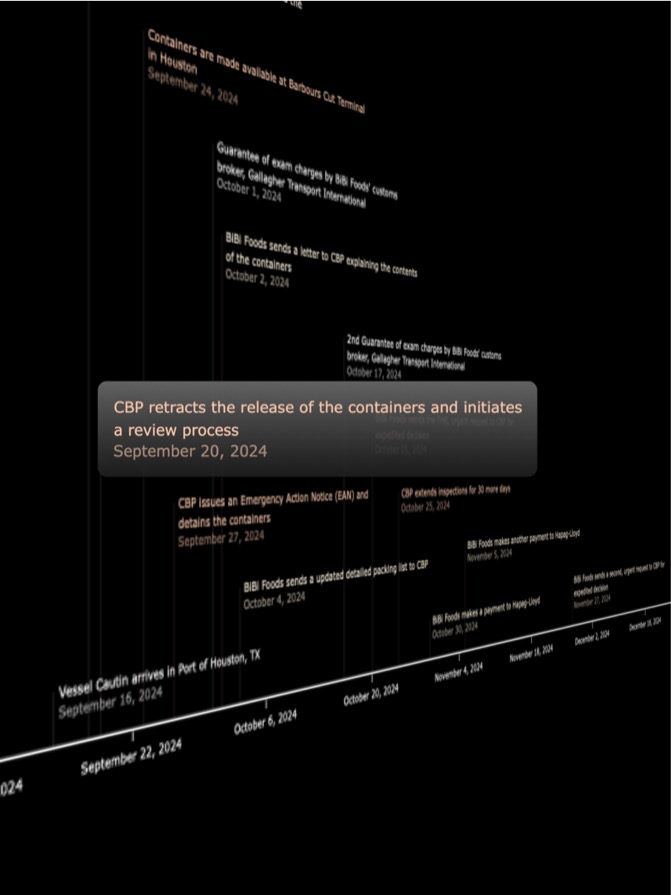 the
Containers are made available at Barbours Cut Terminal
in Houston
September 24, 2024
Guarantee of exam charges by BiBi Foods' customs
broker, Gallagher Transport International
October 1, 2024
BiBi Foods sends a letter to CBP explaining the contents
of the containers
October 2, 2024
2nd Guarantee of exam charges by BiBi Foods' customs
broker, Gallagher Transport International
October 17, 2024
CBP retracts the release of the containers and initiates
a review process
September 20, 2024
expedited decision
CBP issues an Emergency Action Notice (EAN) and
detains the containers
September 27, 2024
CBP extends inspections for 30 more days
October 25, 2024
BiBi Foods makes another payment to Hapag-Lloyd
November 5, 2024
BiBi Foods sends a updated detailed packing list to CBP
October 4, 2024
BiBi Foods sends a second, urgent request to CBP for
expedited decision
November 27, 2024
BiBi Foods makes a payment to Hapag-Lloyd
October 30, 2024
Vessel Cautin arrives in Port of Houston, TX
September 16, 2024
024
September 22, 2024
October 6, 2024
October 20, 2024
November 4, 2024
November 18, 2024
December 2, 2024
December 16, 2024